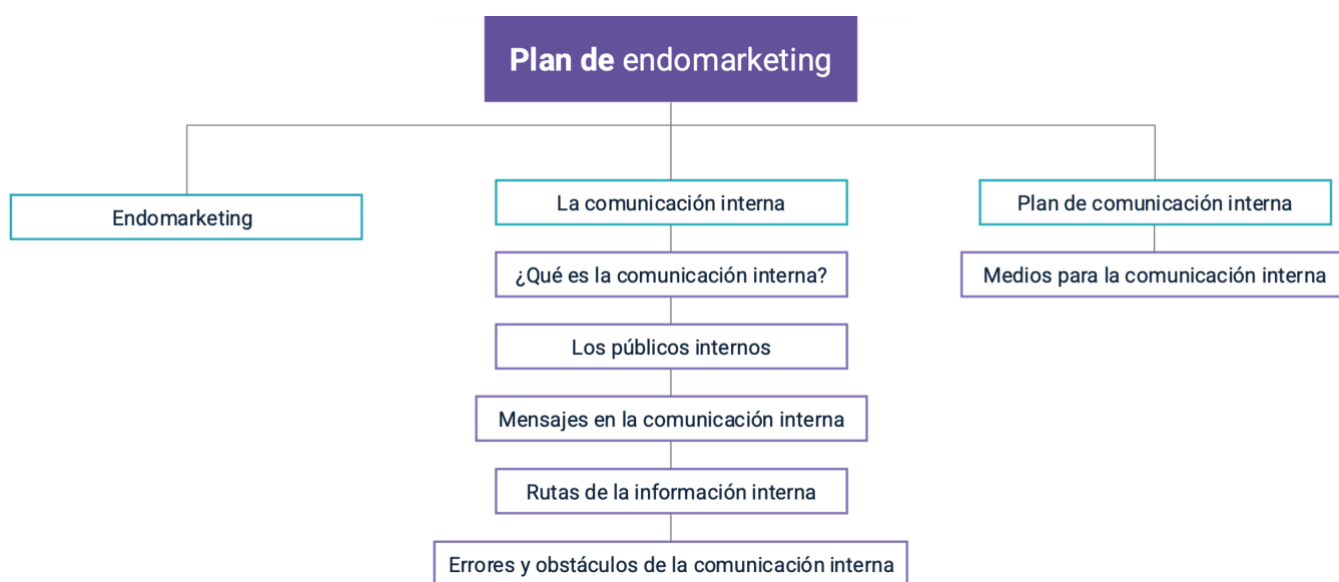 Plan de endomarketing
Endomarketing
La comunicación interna
Plan de comunicación interna
¿Qué es la comunicación interna?
Medios para la comunicación interna
Los públicos internos
Mensajes en la comunicación interna
Rutas de la información interna
Errores y obstáculos de la comunicación interna